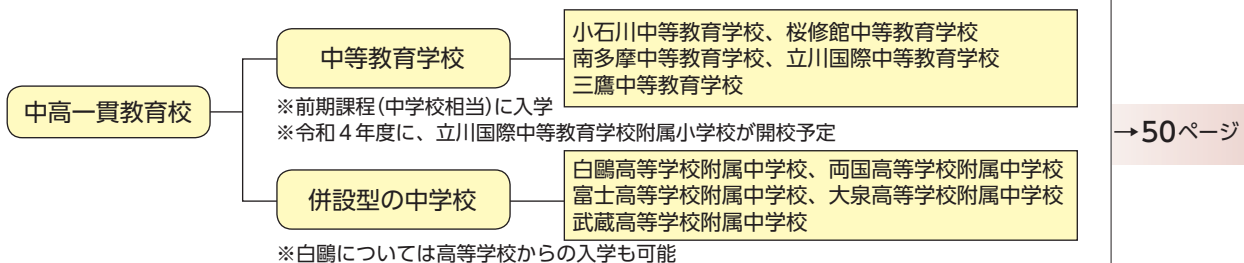 中高一貫教育校
中等教育学校
小石川中等教育学校、桜修館中等教育学校
南多摩中等教育学校、立川国際中等教育学校
三鷹中等教育学校
※前期課程(中学校相当)に入学
※令和４年度に、立川国際中等教育学校附属小学校が開校予定
併設型の中学校
白鷗高等学校附属中学校、両国高等学校附属中学校
富士高等学校附属中学校、大泉高等学校附属中学校
武蔵高等学校附属中学校
※白鷗については高等学校からの入学も可能
→50ページ